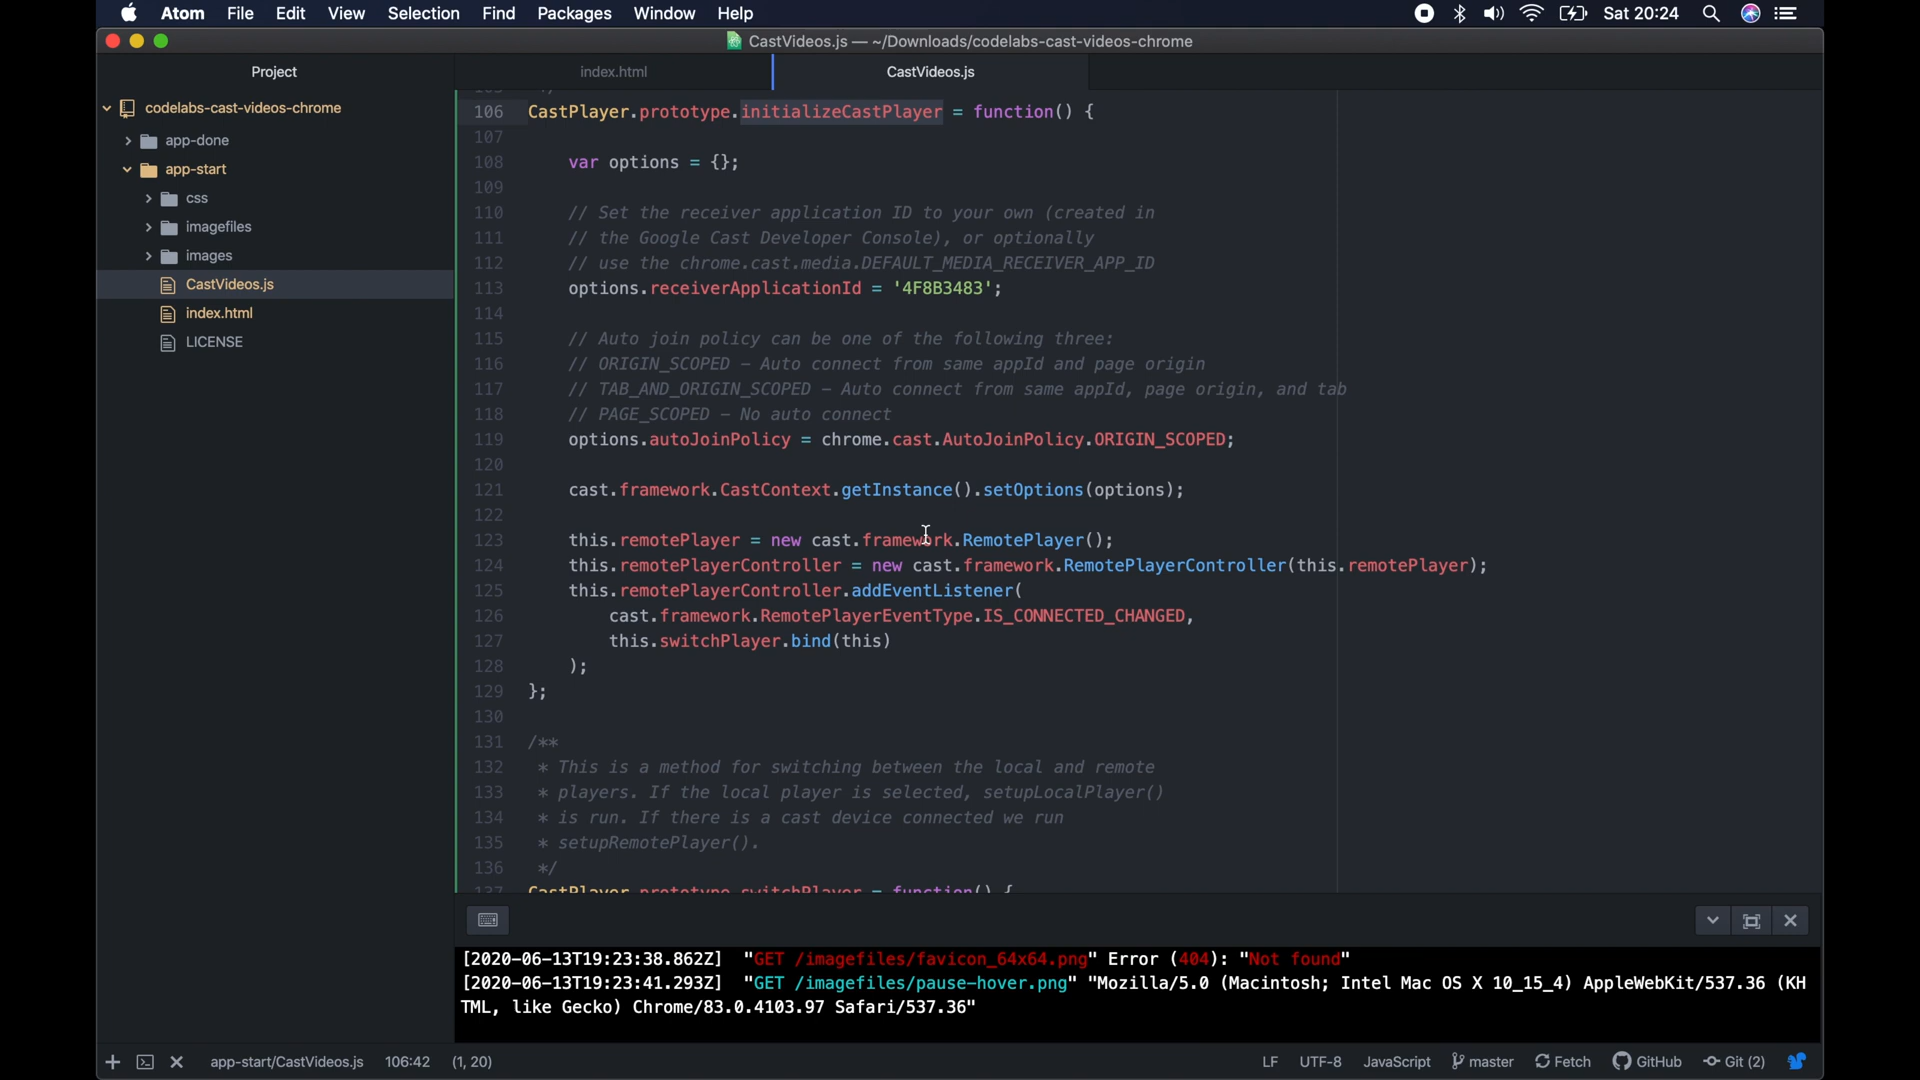 Atom File Edit View Selection Find Packages Window Help Sat 20:24
CastVideos.js — ~/Downloads/codelabs-cast-videos-chrome
Project
index.html
CastVideos.js
codelabs-cast-videos-chrome
app-done
app-start
css
imagefiles
images
CastVideos.js
index.html
LICENSE
106 CastPlayer.prototype.initializeCastPlayer = function() {
107
108 var options = {};
109
110 // Set the receiver application ID to your own (created in
111 // the Google Cast Developer Console), or optionally
112 // use the chrome.cast.media.DEFAULT_MEDIA_RECEIVER_APP_ID
113 options.receiverApplicationId = '4F8B3483';
114
115 // Auto join policy can be one of the following three:
116 // ORIGIN_SCOPED – Auto connect from same appId and page origin
117 // TAB_AND_ORIGIN_SCOPED – Auto connect from same appId, page origin, and tab
118 // PAGE_SCOPED – No auto connect
119 options.autoJoinPolicy = chrome.cast.AutoJoinPolicy.ORIGIN_SCOPED;
120
121 cast.framework.CastContext.getInstance().setOptions(options);
122
123 this.remotePlayer = new cast.framework.RemotePlayer();
124 this.remotePlayerController = new cast.framework.RemotePlayerController(this.remotePlayer);
125 this.remotePlayerController.addEventListener(
126 cast.framework.RemotePlayerEventType.IS_CONNECTED_CHANGED,
127 this.switchPlayer.bind(this)
128 );
129 };
130
131 /**
132 * This is a method for switching between the local and remote
133 * players. If the local player is selected, setupLocalPlayer()
134 * is run. If there is a cast device connected we run
135 * setupRemotePlayer().
136 */
137 CastPlayer.prototype.switchPlayer = function() {
[2020-06-13T19:23:38.862Z] "GET /imagefiles/favicon_64x64.png" Error (404): "Not found"
[2020-06-13T19:23:41.293Z] "GET /imagefiles/pause-hover.png" "Mozilla/5.0 (Macintosh; Intel Mac OS X 10_15_4) AppleWebKit/537.36 (KH
TML, like Gecko) Chrome/83.0.4103.97 Safari/537.36"
app-start/CastVideos.js 106:42 (1, 20) LF UTF-8 JavaScript master Fetch GitHub Git (2)